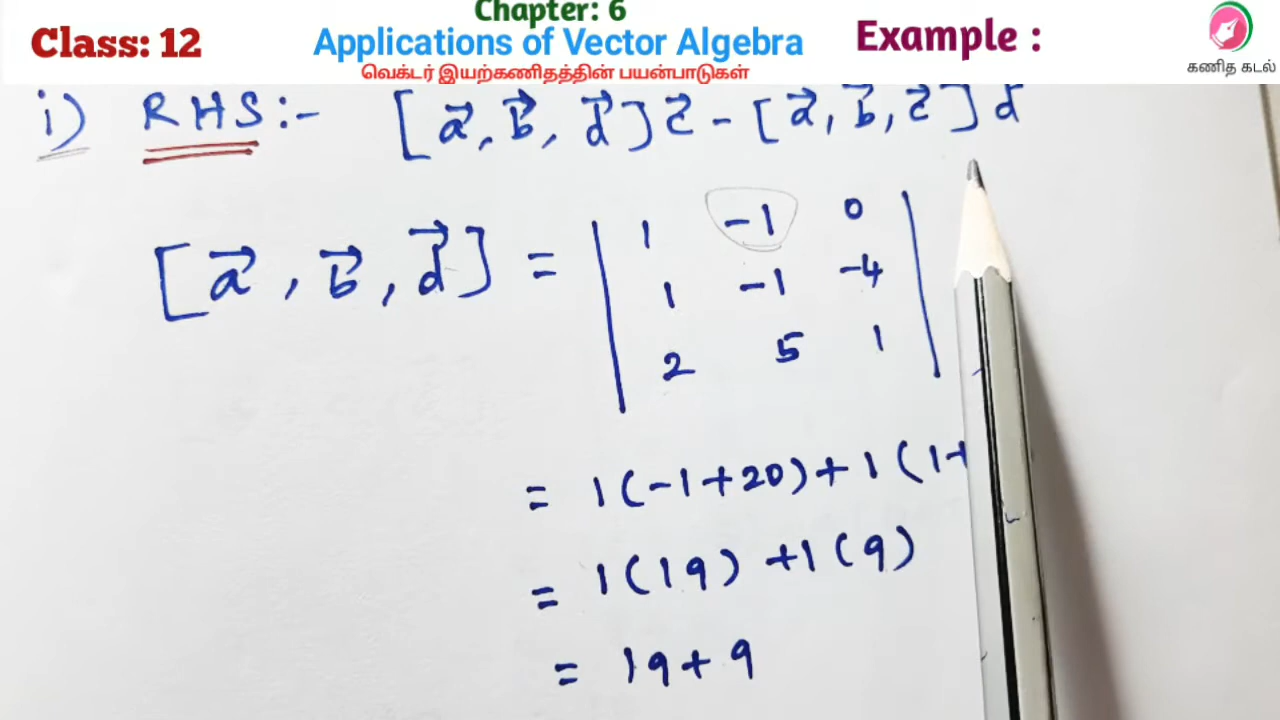 Chapter: 6
Class: 12
Applications of Vector Algebra
Example :
வெக்டர் இயற்கணிதத்தின் பயன்பாடுகள்
கணித கடல்
i) RHS:- [a⃗, b⃗, d⃗] c⃗ - [a⃗, b⃗, c⃗] d⃗
[a⃗, b⃗, d⃗] = | 1 -1 0 |
| 1 -1 -4 |
| 2 5 1 |
= 1(-1+20)+1(1+
= 1(19) +1(9)
= 19+9